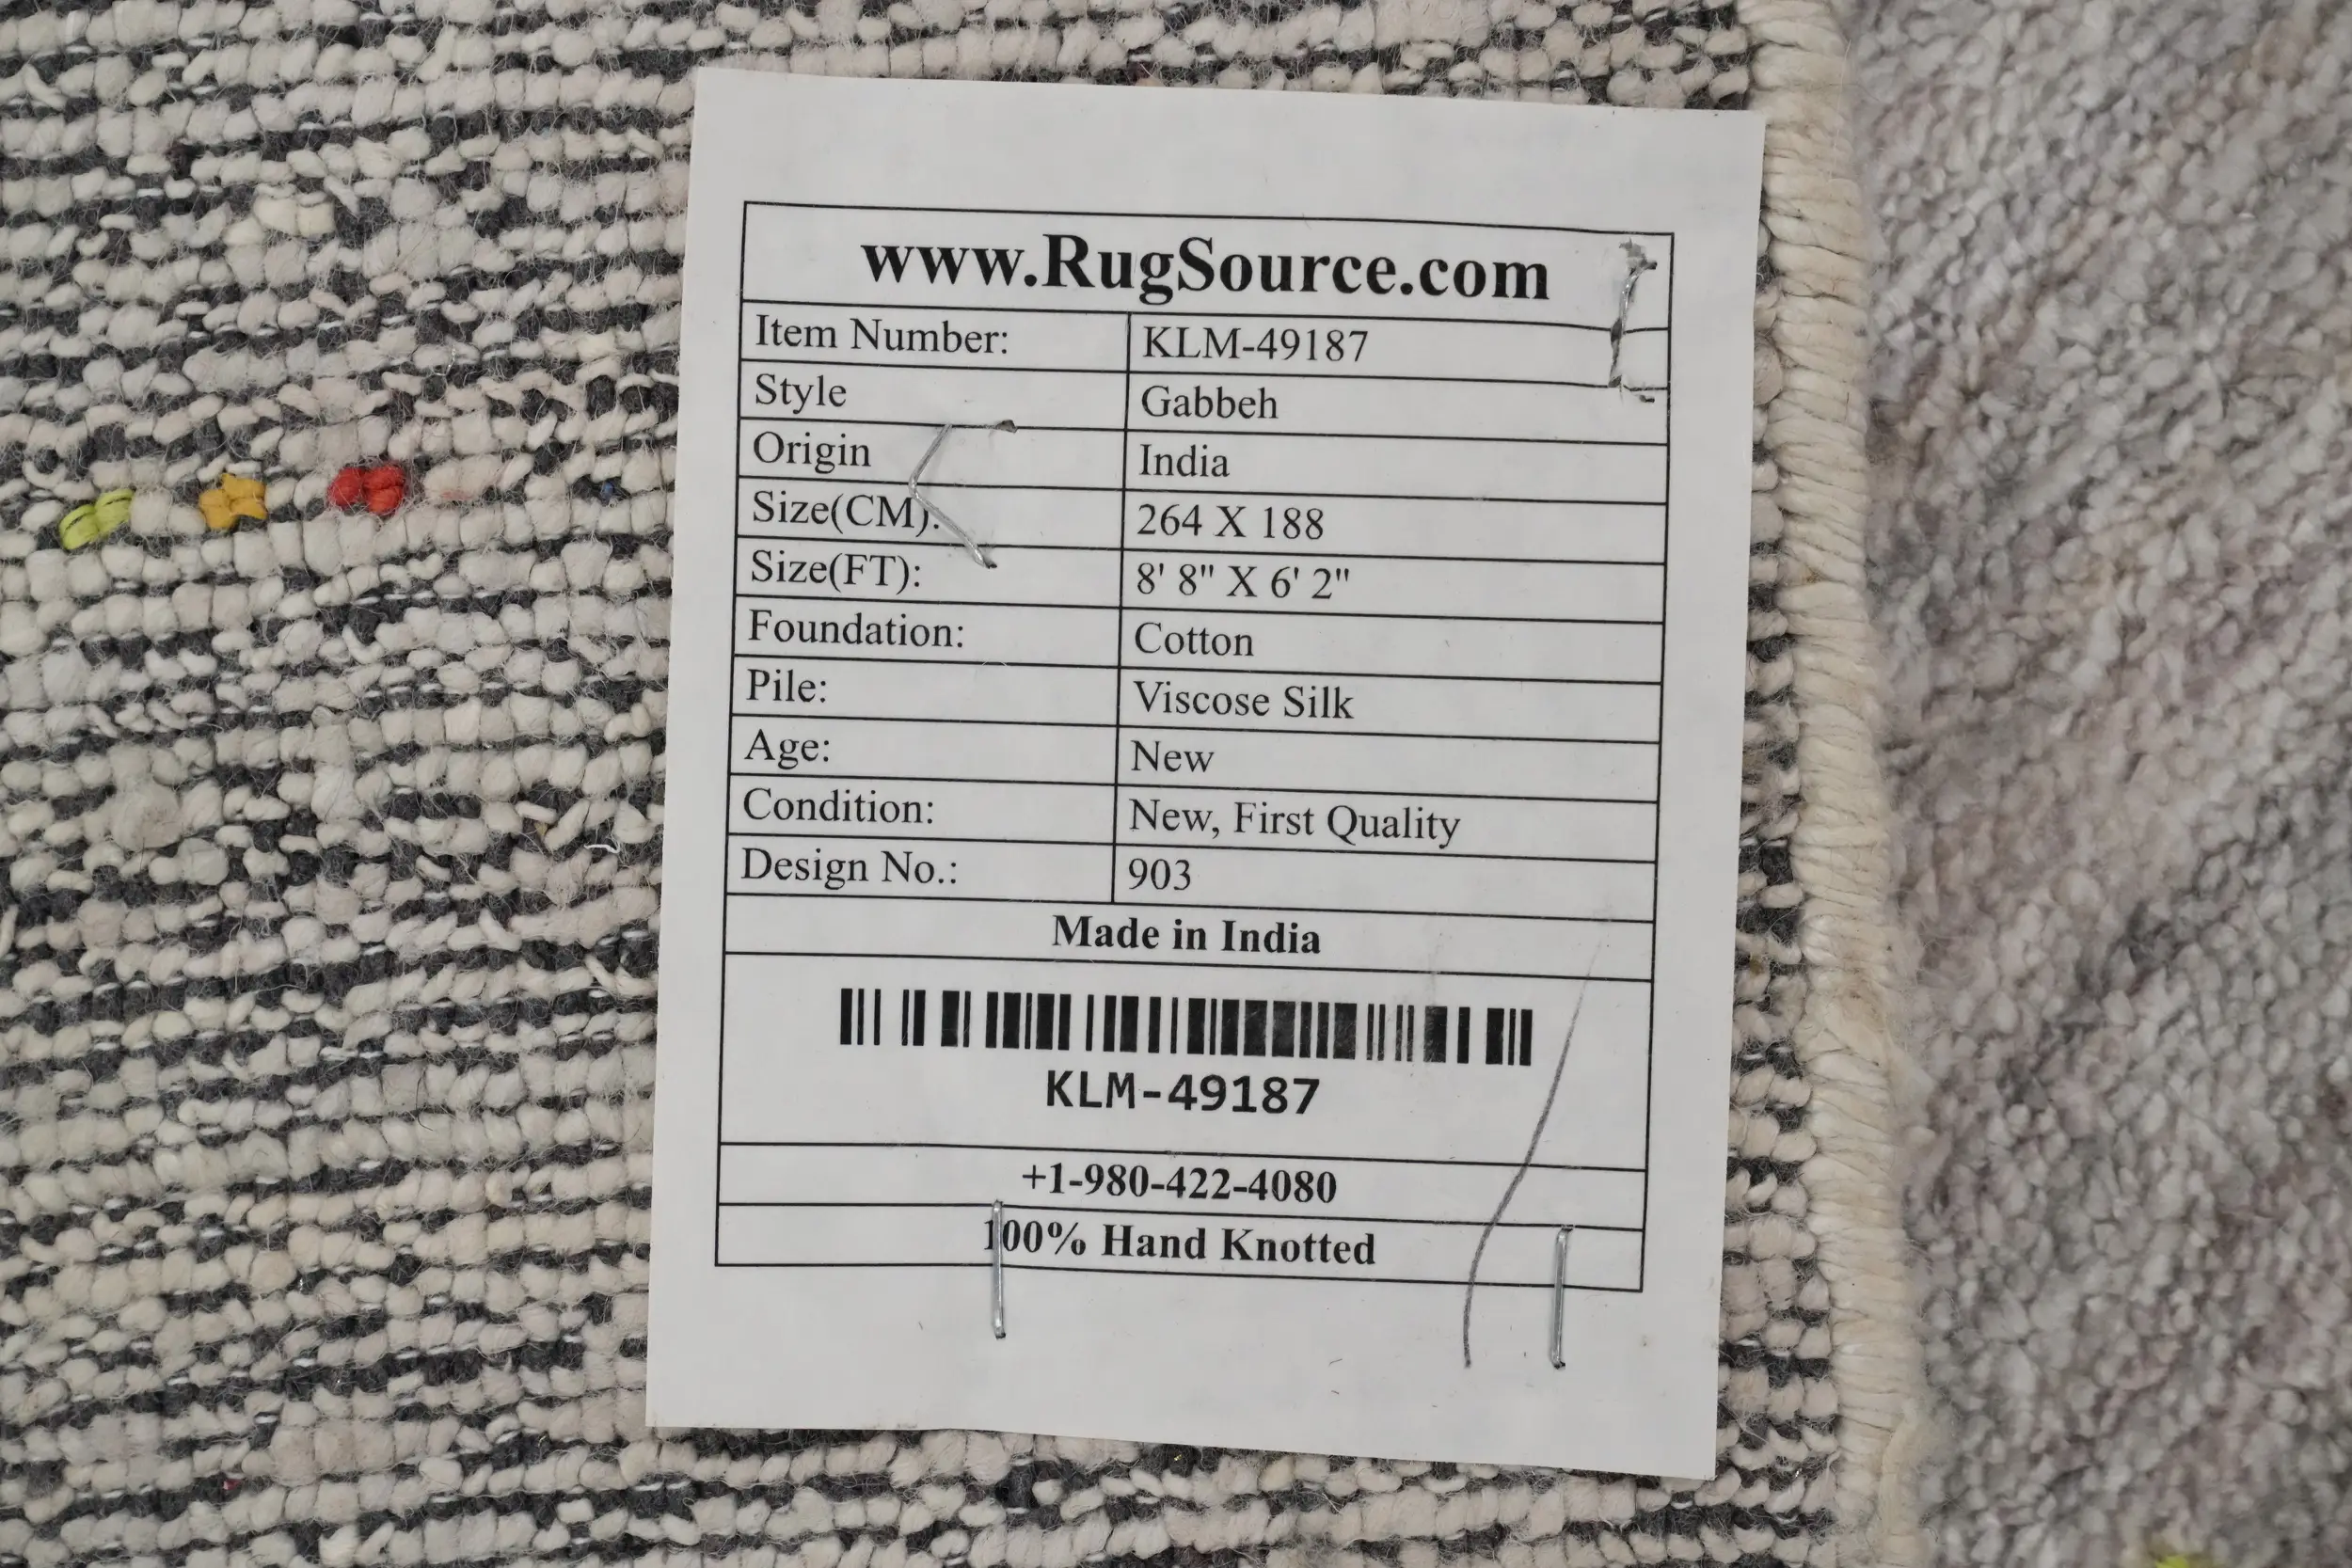 www.RugSource.com
Item Number: KLM-49187
Style Gabbeh
Origin India
Size(CM): 264 X 188
Size(FT): 8' 8" X 6' 2"
Foundation: Cotton
Pile: Viscose Silk
Age: New
Condition: New, First Quality
Design No.: 903
Made in India
KLM-49187
+1-980-422-4080
100% Hand Knotted